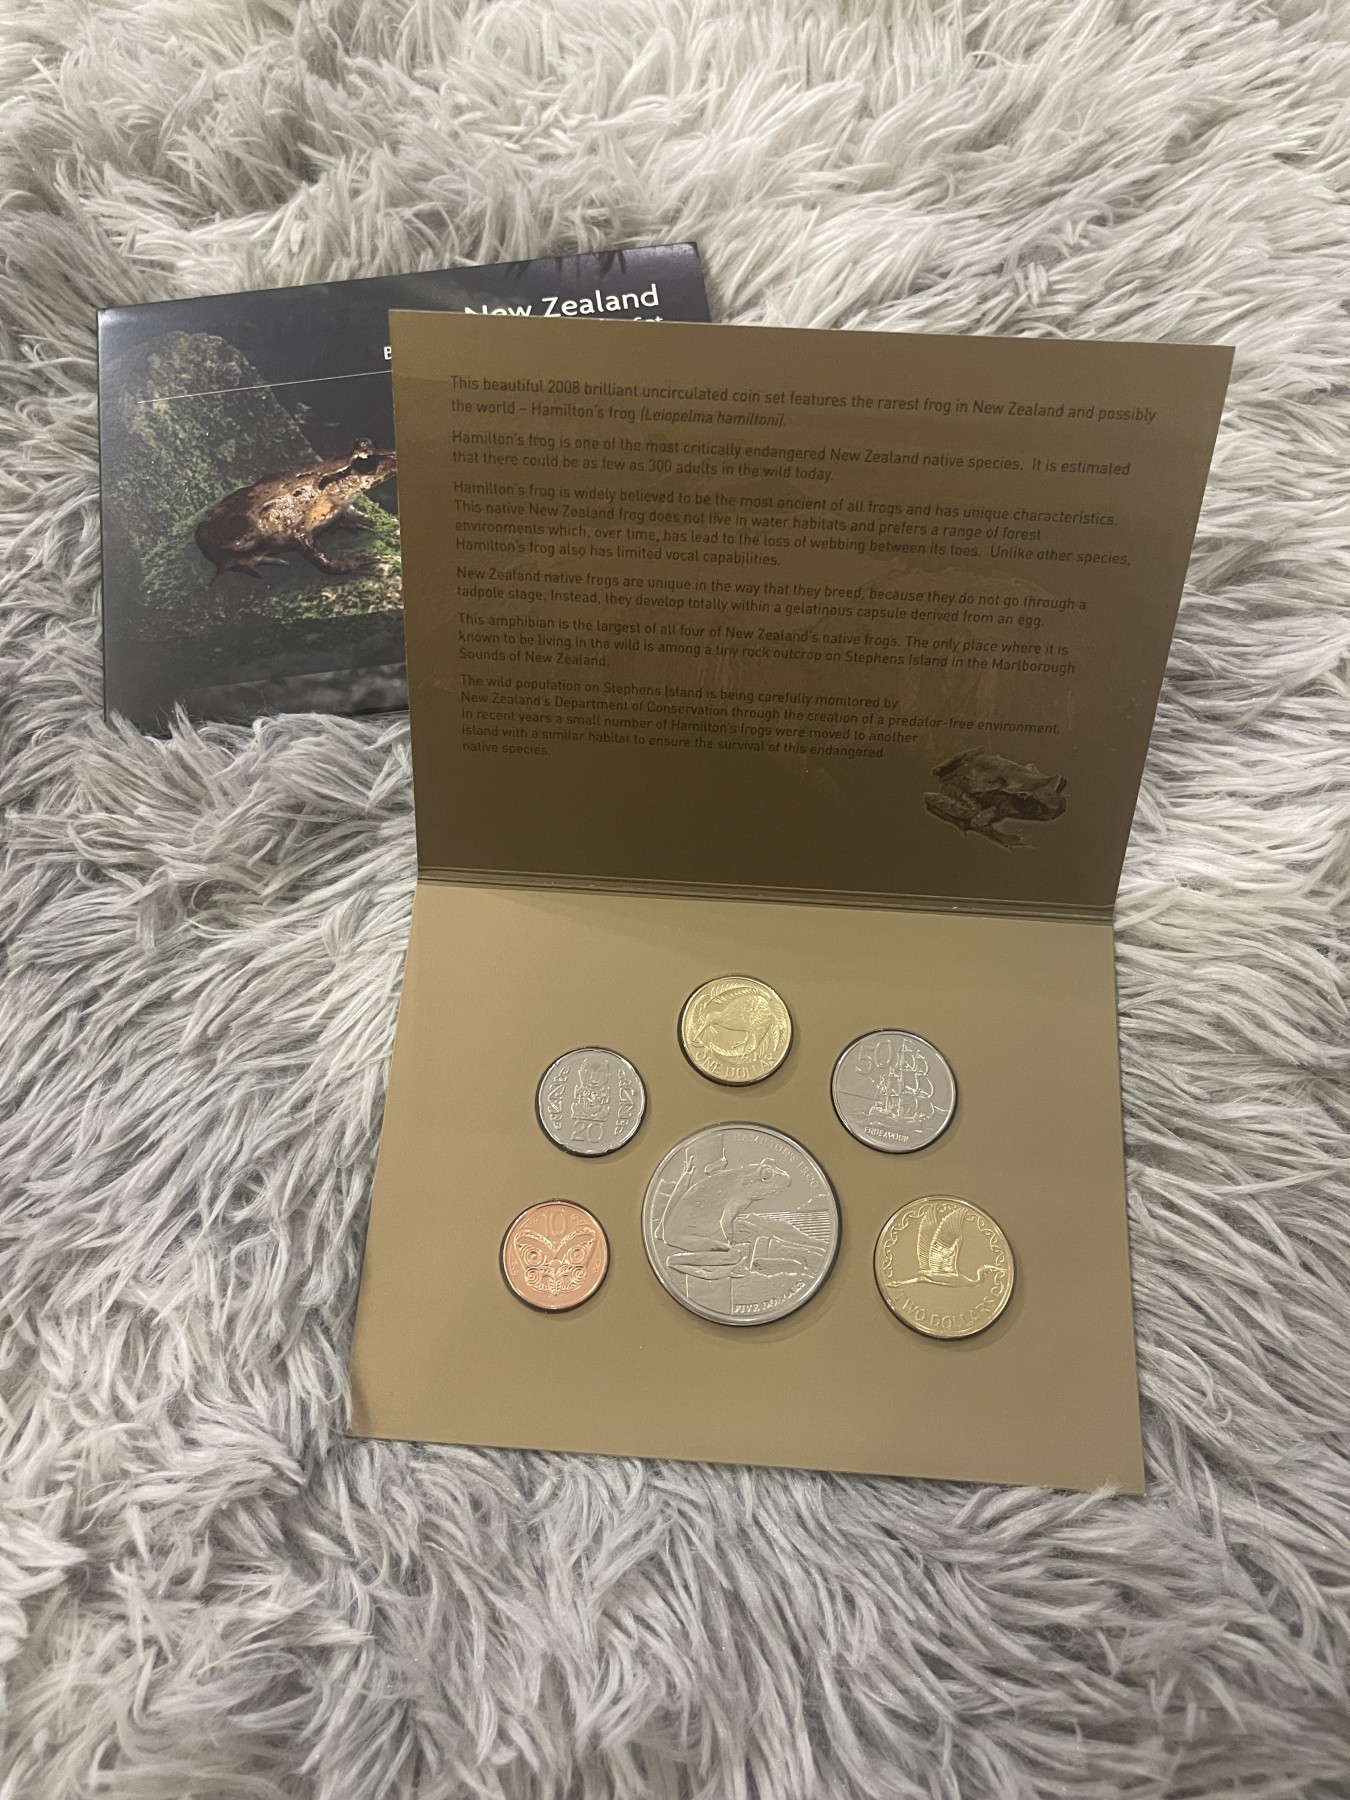 New Zealand
Set
B
This beautiful 2008 brilliant uncirculated coin set features the rarest frog in New Zealand and possibly
the world – Hamilton's frog (Leiopelma hamiltoni).
Hamilton's frog is one of the most critically endangered New Zealand native species. It is estimated
that there could be as few as 300 adults in the wild today.
Hamilton's frog is widely believed to be the most ancient of all frogs and has unique characteristics.
This native New Zealand frog does not live in water habitats and prefers a range of forest
environments which, over time, has lead to the loss of webbing between its toes. Unlike other species,
Hamilton's frog also has limited vocal capabilities.
New Zealand native frogs are unique in the way that they breed, because they do not go through a
tadpole stage. Instead, they develop totally within a gelatinous capsule derived from an egg.
This amphibian is the largest of all four of New Zealand's native frogs. The only place where it is
known to be living in the wild is among a tiny rock outcrop on Stephens Island in the Marlborough
Sounds of New Zealand.
The wild population on Stephens Island is being carefully monitored by
New Zealand's Department of Conservation through the creation of a predator-free environment.
In recent years a small number of Hamilton's frogs were moved to another
island with a similar habitat to ensure the survival of this endangered
native species.
ONE DOLLAR
20
50
ENDEAVOUR
10
HAMILTON'S FROG
FIVE DOLLARS
TWO DOLLARS